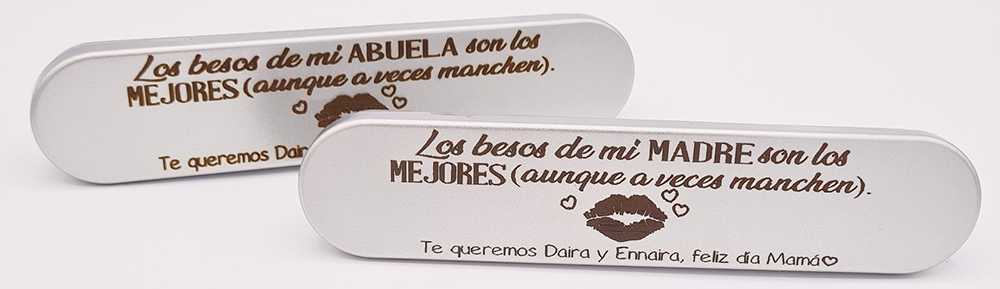 Los besos de mi ABUELA son los
MEJORES (aunque a veces manchen).
Te queremos Daira
Los besos de mi MADRE son los
MEJORES (aunque a veces manchen).
Te queremos Daira y Ennaira, feliz día Mamá